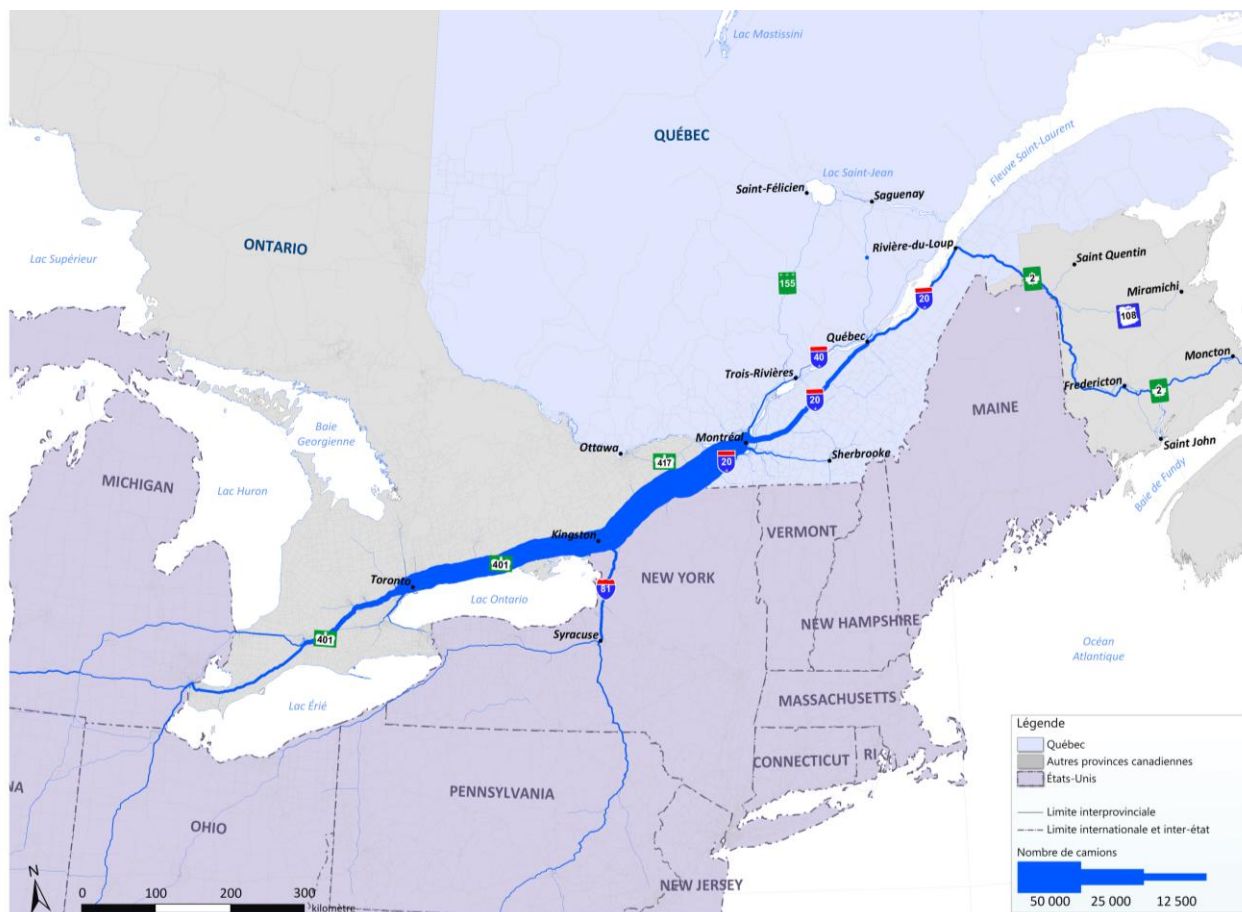 Lac Mastissini
QUÉBEC
Fleuve Saint-Laurent
Lac Saint-Jean
Saint-Félicien
Saguenay
ONTARIO
Rivière-du-Loup
Lac Supérieur
Saint Quentin
2
155
Miramichi
20
108
Québec
40
Moncton
Trois-Rivières
Fredericton
2
20
MAINE
Baie
Georgienne
Montréal
Saint John
Ottawa
417
20
Sherbrooke
MICHIGAN
Lac Huron
Baie de Fundy
VERMONT
Kingston
401
NEW YORK
Toronto
Lac Ontario
81
NEW HAMPSHIRE
401
Syracuse
Océan
Atlantique
Lac Érié
MASSACHUSETTS
CONNECTICUT
RI
NA
PENNSYLVANIA
OHIO
NEW JERSEY
N
0 100 200 300
kilomètre
Légende
Québec
Autres provinces canadiennes
États-Unis
Limite interprovinciale
Limite internationale et inter-état
Nombre de camions
50 000 25 000 12 500